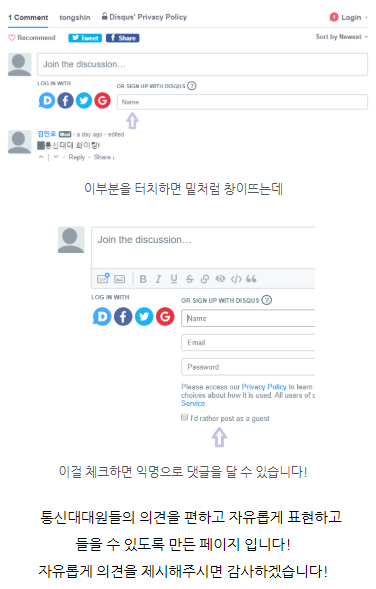 1 Comment tongshin Disqus' Privacy Policy Login
Recommend Tweet Share Sort by Newest
Join the discussion…
LOG IN WITH OR SIGN UP WITH DISQUS ?
Name
김민호 Mod • a day ago • edited
통신대대 화이팅!
Reply • Share ›
이부분을 터치하면 밑처럼 창이뜨는데
Join the discussion…
B I U S </>
LOG IN WITH OR SIGN UP WITH DISQUS ?
Name
Email
Password
Please access our Privacy Policy to learn
choices about how it is used. All users of
Service.
I'd rather post as a guest
이걸 체크하면 익명으로 댓글을 달 수 있습니다!
통신대대원들의 의견을 편하고 자유롭게 표현하고
들을 수 있도록 만든 페이지 입니다!
자유롭게 의견을 제시해주시면 감사하겠습니다!